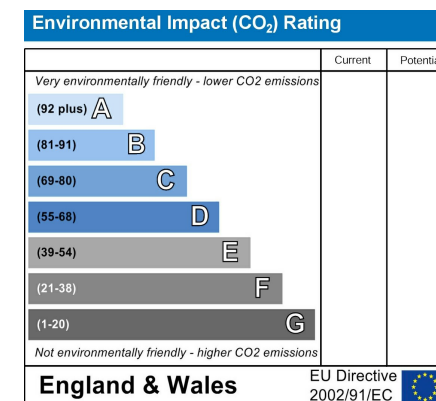 Environmental Impact (CO₂) Rating
Current Potentia
Very environmentally friendly - lower CO2 emissions
(92 plus) A
(81-91) B
(69-80) C
(55-68) D
(39-54) E
(21-38) F
(1-20) G
Not environmentally friendly - higher CO2 emissions
England & Wales
EU Directive
2002/91/EC